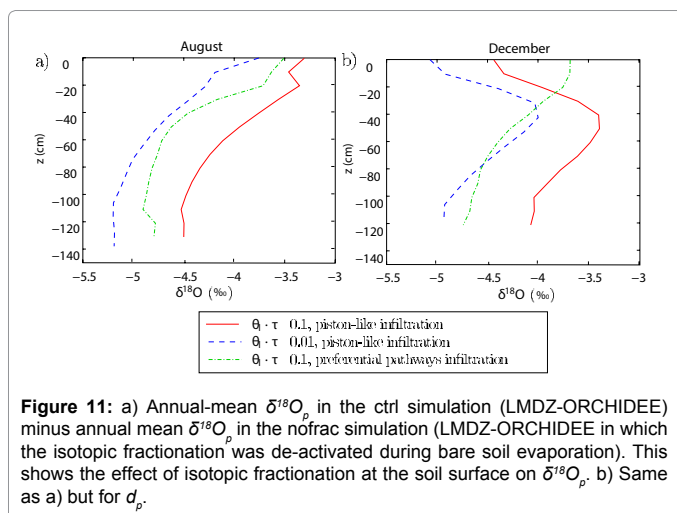 August
December
a)
b)
0
−20
−40
−60
−80
−100
−120
−140
z (cm)
−5.5 −5 −4.5 −4 −3.5 −3
δ¹⁸O (‰)
0
−20
−40
−60
−80
−100
−120
−140
z (cm)
−5.5 −5 −4.5 −4 −3.5 −3
δ¹⁸O (‰)
θₗ · τ 0.1, piston-like infiltration
θₗ · τ 0.01, piston-like infiltration
θₗ · τ 0.1, preferential pathways infiltration
Figure 11: a) Annual-mean δ¹⁸Oₚ in the ctrl simulation (LMDZ-ORCHIDEE)
minus annual mean δ¹⁸Oₚ in the nofrac simulation (LMDZ-ORCHIDEE in which
the isotopic fractionation was de-activated during bare soil evaporation). This
shows the effect of isotopic fractionation at the soil surface on δ¹⁸Oₚ. b) Same
as a) but for dₚ.